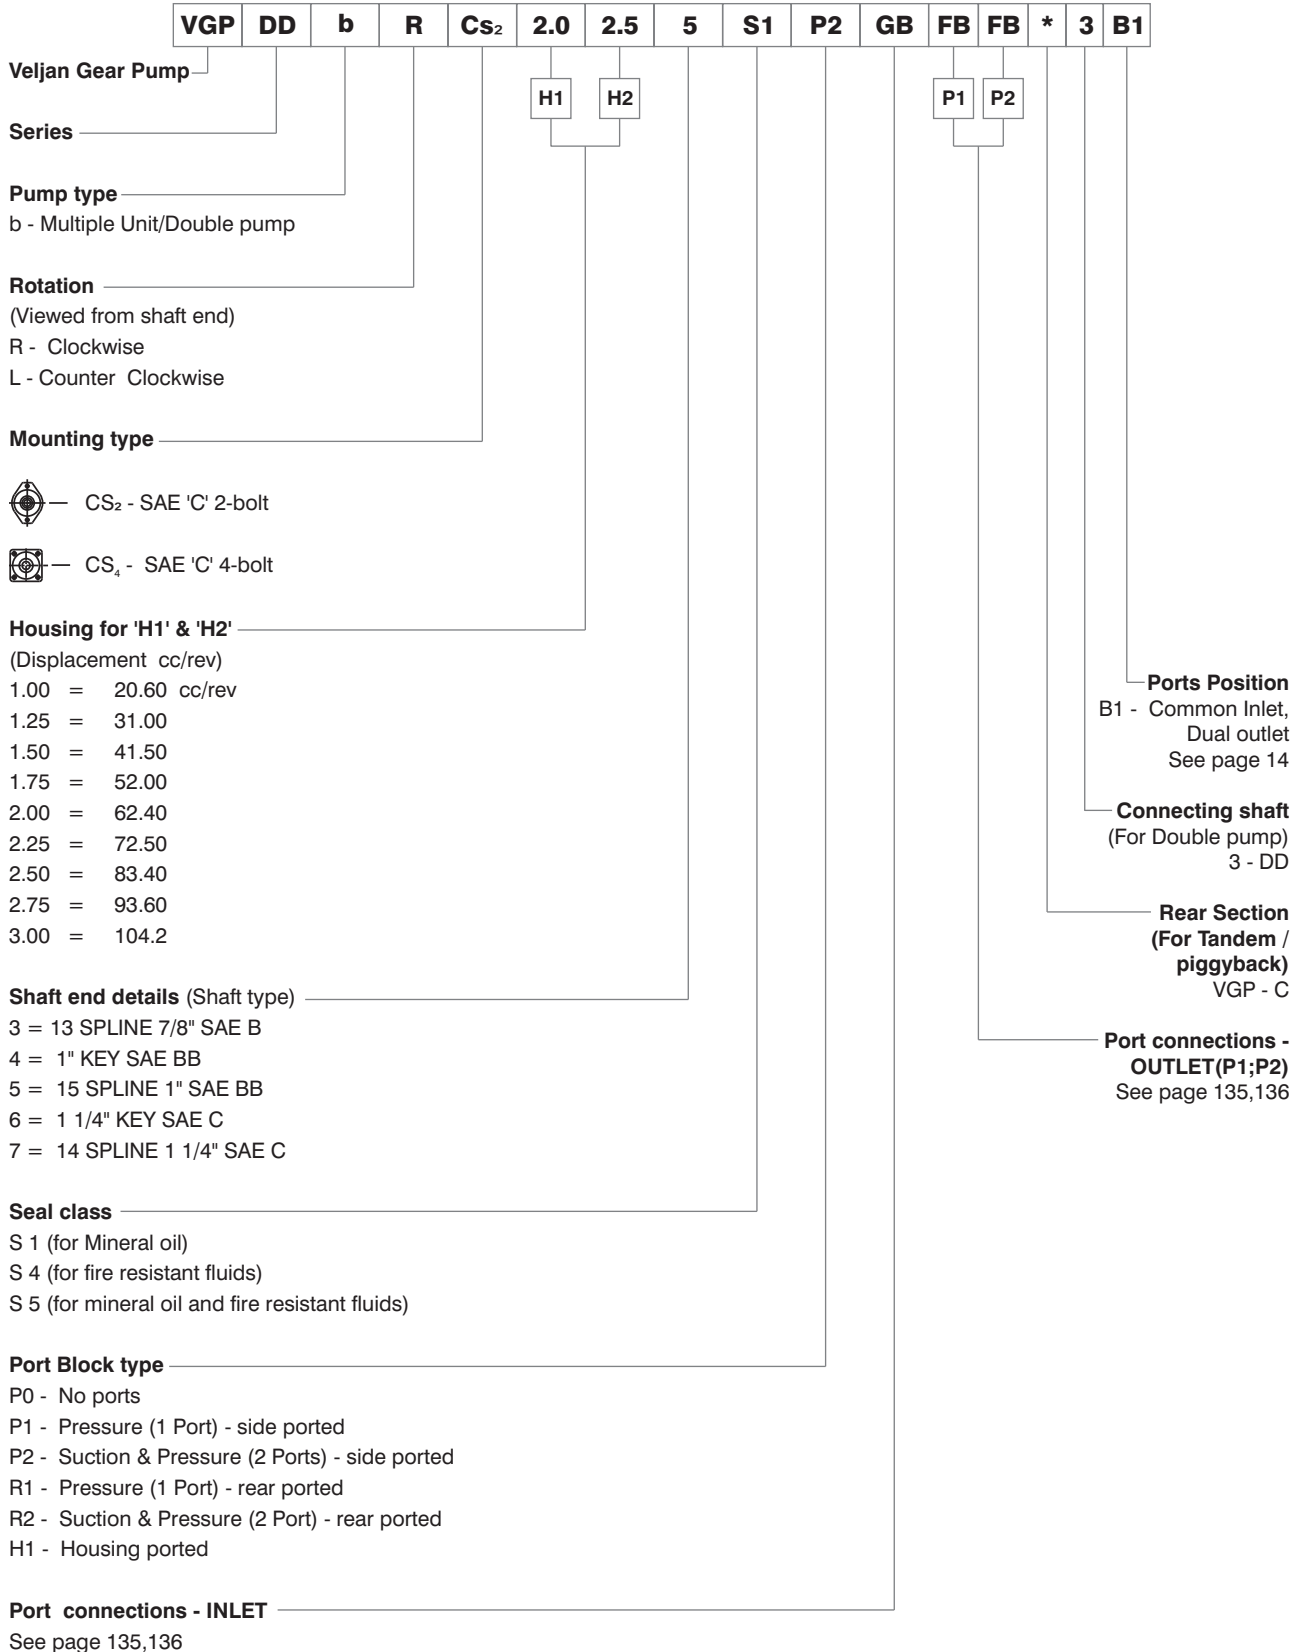 VGP DD b R Cs₂ 2.0 2.5 5 S1 P2 GB FB FB * 3 B1
H1 H2 P1 P2
Veljan Gear Pump
Series
Pump type
b - Multiple Unit/Double pump
Rotation
(Viewed from shaft end)
R - Clockwise
L - Counter Clockwise
Mounting type
CS₂ - SAE 'C' 2-bolt
CS₄ - SAE 'C' 4-bolt
Housing for 'H1' & 'H2'
(Displacement cc/rev)
1.00 = 20.60 cc/rev
1.25 = 31.00
1.50 = 41.50
1.75 = 52.00
2.00 = 62.40
2.25 = 72.50
2.50 = 83.40
2.75 = 93.60
3.00 = 104.2
Shaft end details (Shaft type)
3 = 13 SPLINE 7/8" SAE B
4 = 1" KEY SAE BB
5 = 15 SPLINE 1" SAE BB
6 = 1 1/4" KEY SAE C
7 = 14 SPLINE 1 1/4" SAE C
Seal class
S 1 (for Mineral oil)
S 4 (for fire resistant fluids)
S 5 (for mineral oil and fire resistant fluids)
Port Block type
P0 - No ports
P1 - Pressure (1 Port) - side ported
P2 - Suction & Pressure (2 Ports) - side ported
R1 - Pressure (1 Port) - rear ported
R2 - Suction & Pressure (2 Port) - rear ported
H1 - Housing ported
Port connections - INLET
See page 135,136
Ports Position
B1 - Common Inlet,
Dual outlet
See page 14
Connecting shaft
(For Double pump)
3 - DD
Rear Section
(For Tandem /
piggyback)
VGP - C
Port connections -
OUTLET(P1;P2)
See page 135,136